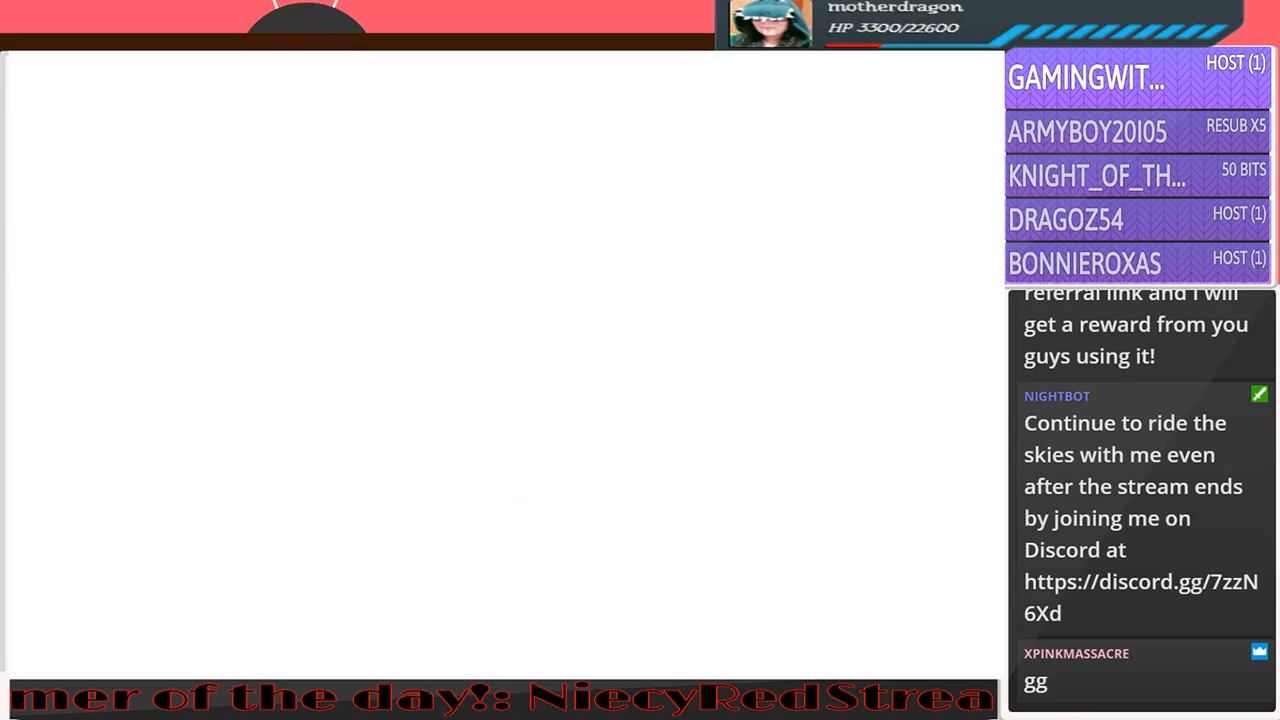 motherdragon
HP 3300/22600
GAMINGWIT... HOST (1)
ARMYBOY20105 RESUB X5
KNIGHT_OF_TH... 50 BITS
DRAGOZ54 HOST (1)
BONNIEROXAS HOST (1)
referral link and I will
get a reward from you
guys using it!
NIGHTBOT
Continue to ride the
skies with me even
after the stream ends
by joining me on
Discord at
https://discord.gg/7zzN
6Xd
XPINKMASSACRE
gg
mer of the day!: NiecyRedStrea